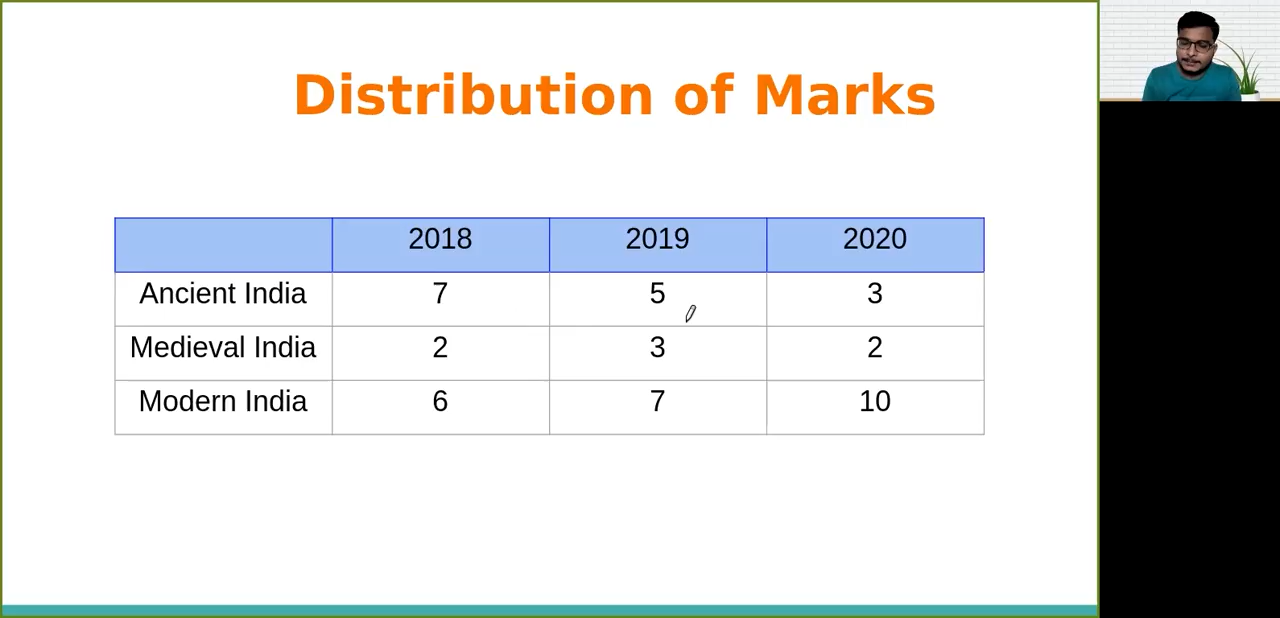 Distribution of Marks
2018 2019 2020
Ancient India 7 5 3
Medieval India 2 3 2
Modern India 6 7 10